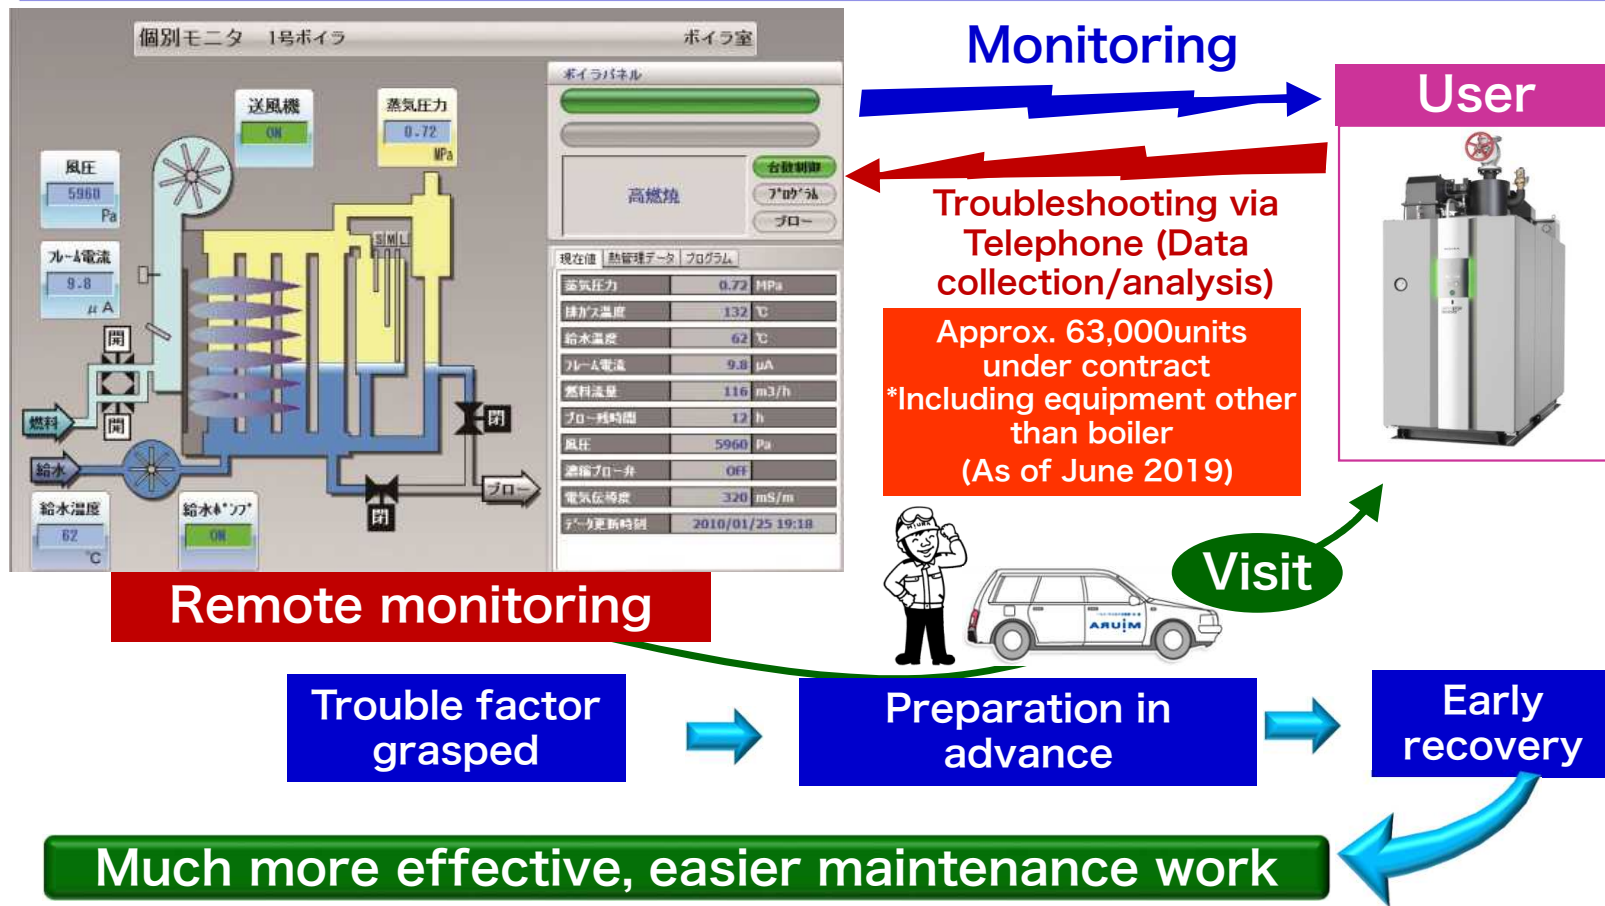 個別モニタ 1号ボイラ
ボイラ室
送風機
ON
蒸気圧力
0.72
MPa
風圧
5960
Pa
フレーム電流
9.8
μA
開
開
燃料
給水
給水温度
62
℃
給水ポンプ
ON
S M L
閉
閉
ブロー
ボイラパネル
高燃焼
台数制御
プログラム
ブロー
現在値 熱管理データ プログラム
蒸気圧力 0.72 MPa
排ガス温度 132 ℃
給水温度 62 ℃
フレーム電流 9.8 μA
燃料流量 116 m3/h
ブロー残時間 12 h
風圧 5960 Pa
濃縮ブロー弁 OFF
電気伝導度 320 mS/m
データ更新時刻 2010/01/25 19:18
Monitoring
User
Troubleshooting via
Telephone (Data
collection/analysis)
Approx. 63,000units
under contract
*Including equipment other
than boiler
(As of June 2019)
MIURA
MIURA
Visit
Remote monitoring
Trouble factor
grasped
Preparation in
advance
Early
recovery
Much more effective, easier maintenance work